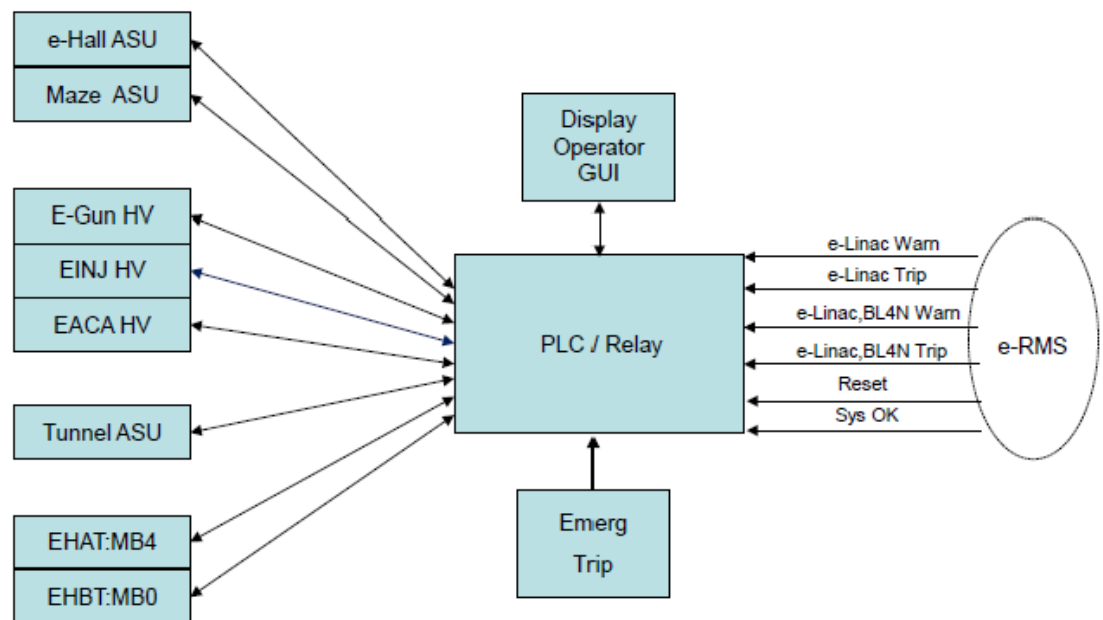 e-Hall ASU
Maze ASU
E-Gun HV
EINJ HV
EACA HV
Tunnel ASU
EHAT:MB4
EHBT:MB0
Display
Operator
GUI
PLC / Relay
Emerg
Trip
e-Linac Warn
e-Linac Trip
e-Linac,BL4N Warn
e-Linac,BL4N Trip
Reset
Sys OK
e-RMS